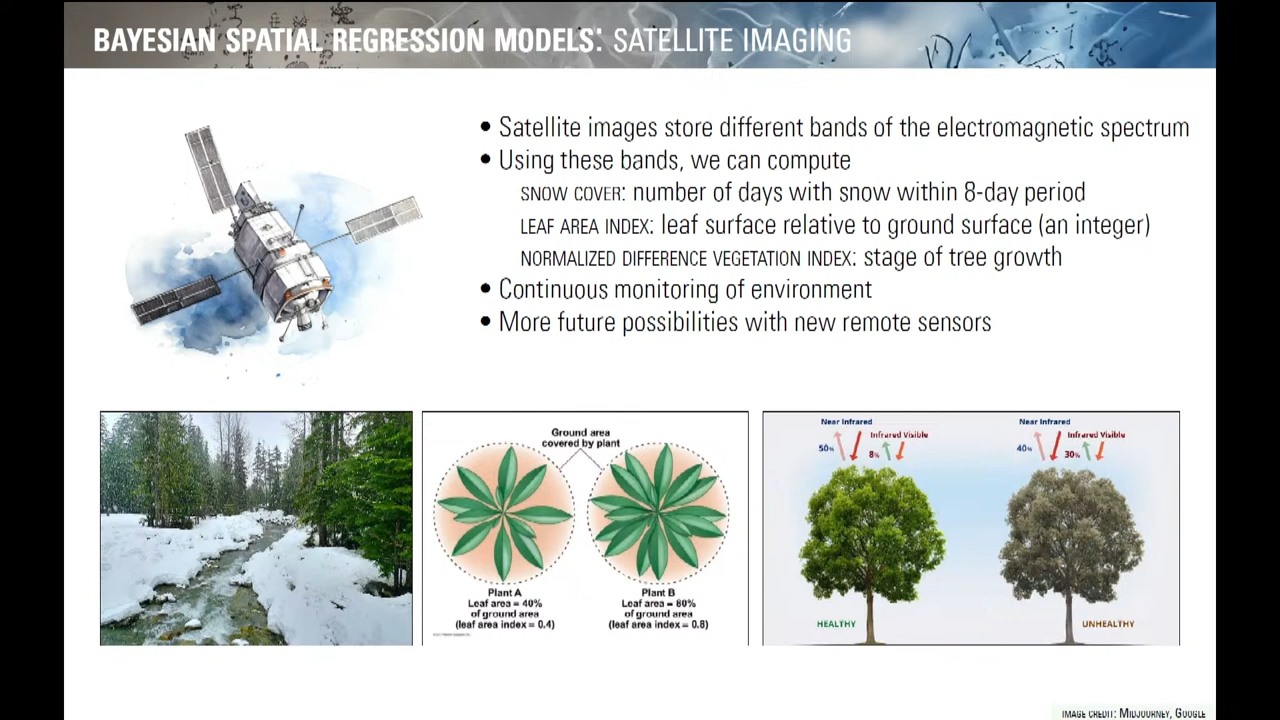 BAYESIAN SPATIAL REGRESSION MODELS: SATELLITE IMAGING
• Satellite images store different bands of the electromagnetic spectrum
• Using these bands, we can compute
SNOW COVER: number of days with snow within 8-day period
LEAF AREA INDEX: leaf surface relative to ground surface (an integer)
NORMALIZED DIFFERENCE VEGETATION INDEX: stage of tree growth
• Continuous monitoring of environment
• More future possibilities with new remote sensors
Ground area
covered by plant
Plant A
Leaf area = 40%
of ground area
(leaf area index = 0.4)
Plant B
Leaf area = 80%
of ground area
(leaf area index = 0.8)
Near Infrared
Infrared Visible
50%
8%
HEALTHY
Near Infrared
Infrared Visible
40%
30%
UNHEALTHY
IMAGE CREDIT: MIDJOURNEY, GOOGLE